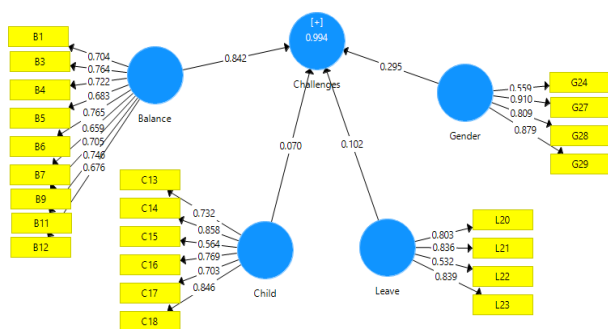 B1
B3
B4
B5
B6
B7
B9
B11
B12
0.704
0.764
0.722
0.683
0.765
0.659
0.705
0.746
0.676
Balance
0.842
[+]
0.994
Challenges
0.295
Gender
0.559
0.910
0.809
0.879
G24
G27
G28
G29
0.070
0.102
C13
C14
C15
C16
C17
C18
0.732
0.858
0.564
0.769
0.703
0.846
Child
Leave
0.803
0.836
0.532
0.839
L20
L21
L22
L23